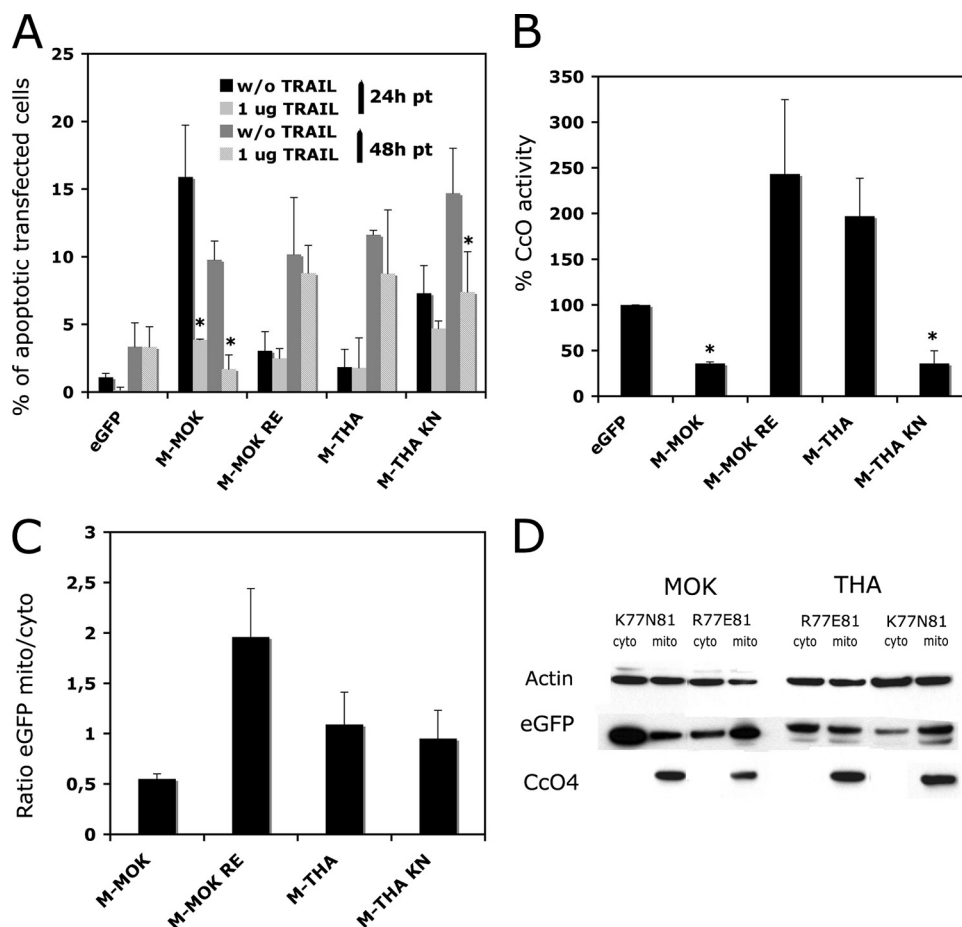 A
% of apoptotic transfected cells
25
20
15
10
5
0
w/o TRAIL
1 ug TRAIL
24h pt
w/o TRAIL
1 ug TRAIL
48h pt
*
*
*
eGFP
M-MOK
M-MOK RE
M-THA
M-THA KN
B
% CcO activity
350
300
250
200
150
100
50
0
*
*
eGFP
M-MOK
M-MOK RE
M-THA
M-THA KN
C
Ratio eGFP mito/cyto
3
2,5
2
1,5
1
0,5
0
M-MOK
M-MOK RE
M-THA
M-THA KN
D
MOK THA
K77N81 R77E81 R77E81 K77N81
cyto mito cyto mito cyto mito cyto mito
Actin
eGFP
CcO4